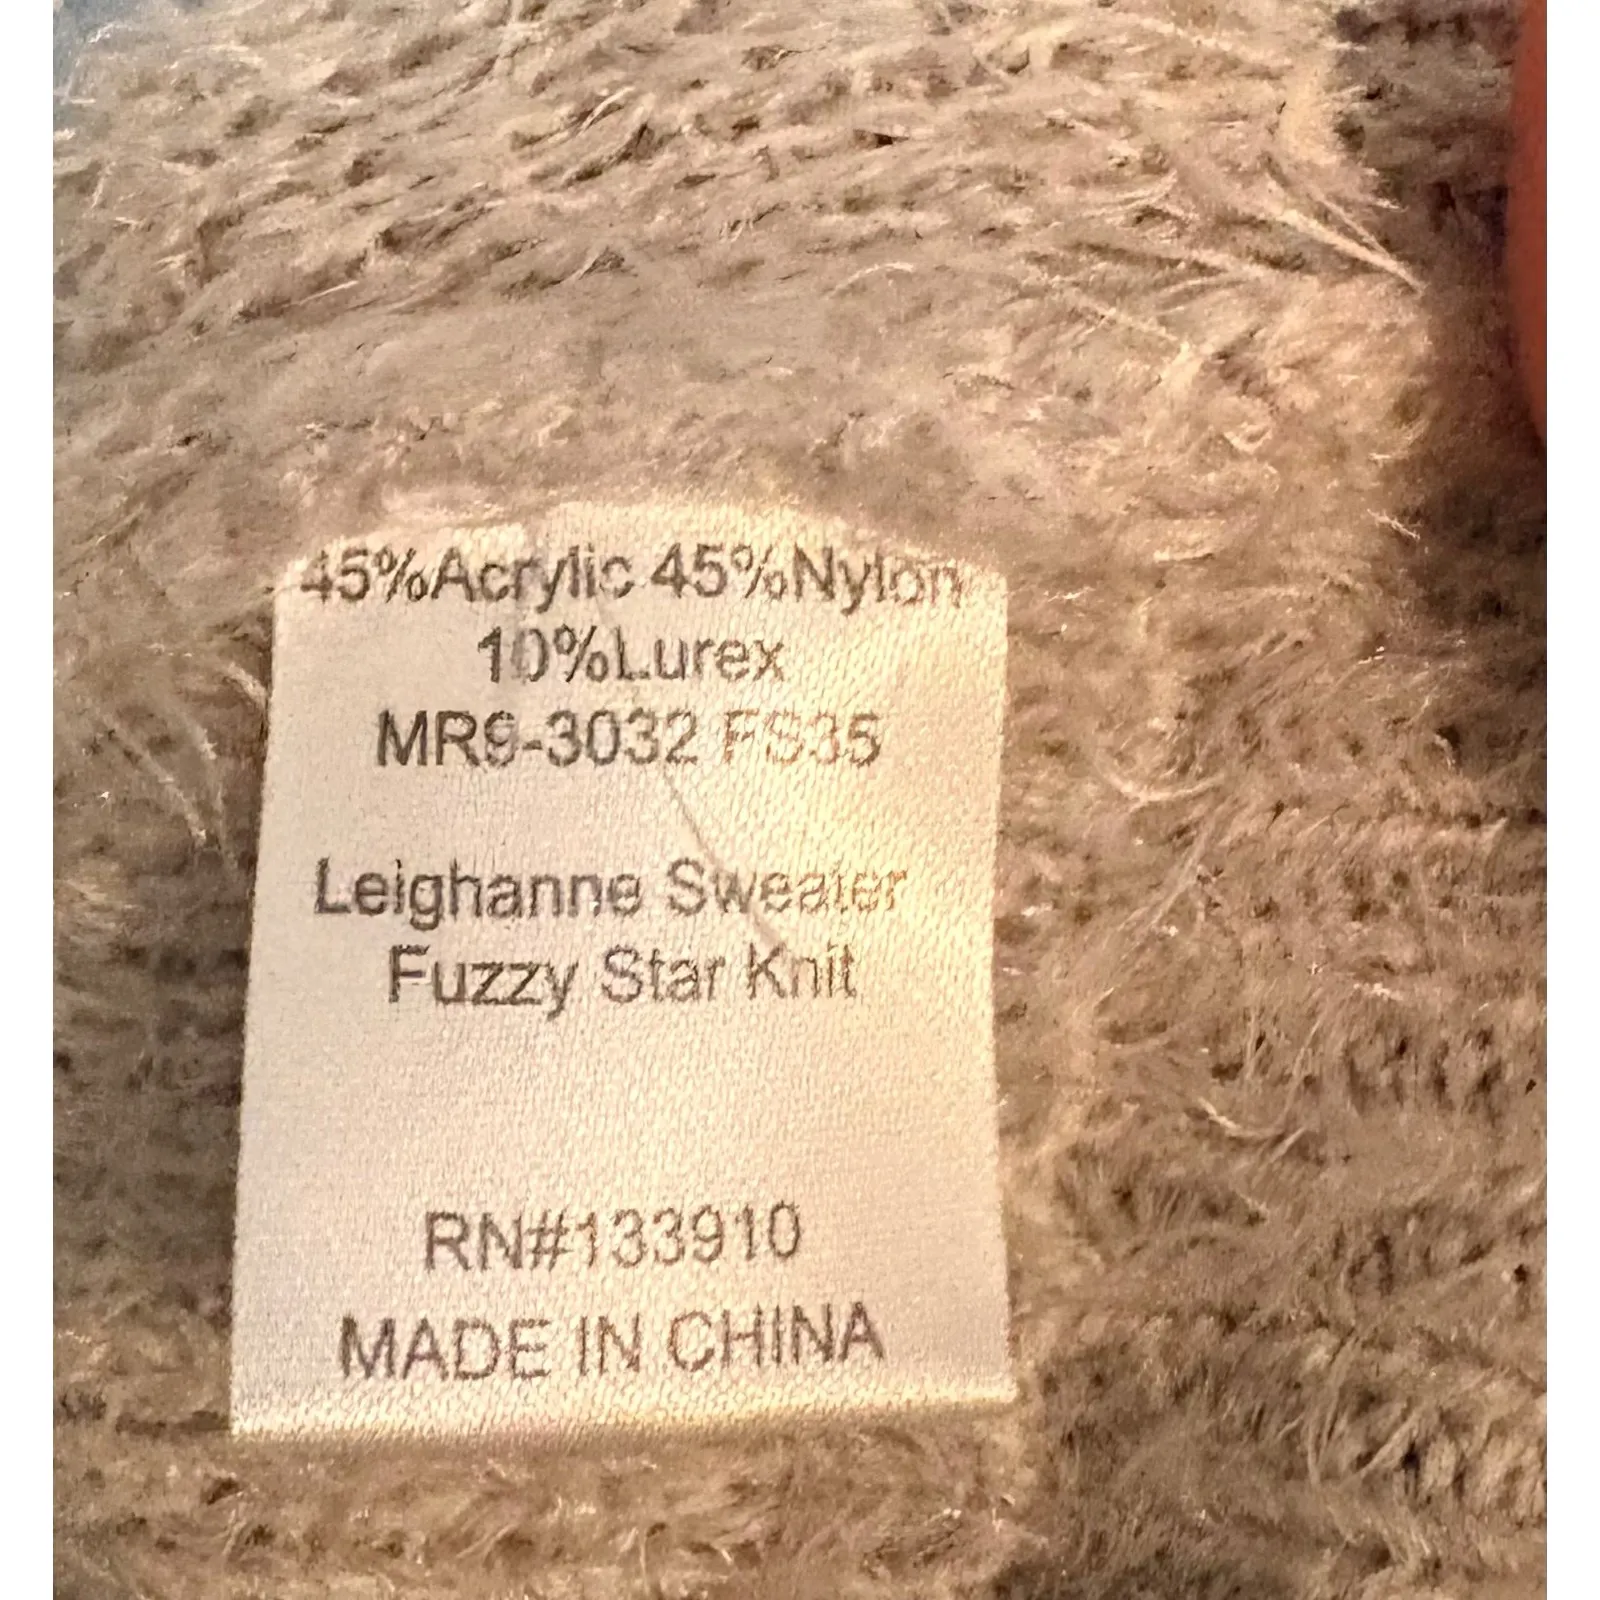 45%Acrylic 45%Nylon
10%Lurex
MR9-3032 FS35
Leighanne Sweater
Fuzzy Star Knit
RN#133910
MADE IN CHINA